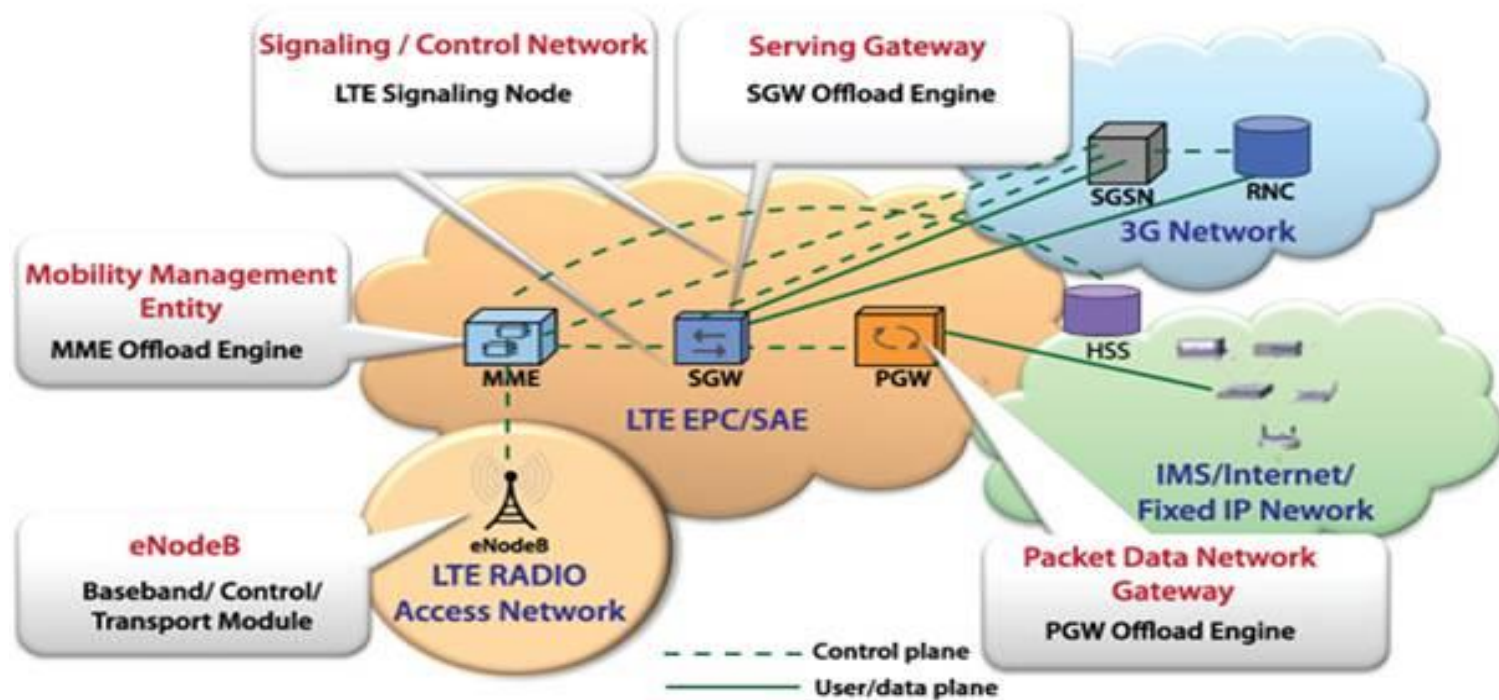 Signaling / Control Network
LTE Signaling Node
Serving Gateway
SGW Offload Engine
SGSN
RNC
3G Network
Mobility Management
Entity
MME Offload Engine
MME
SGW
PGW
HSS
LTE EPC/SAE
IMS/Internet/
Fixed IP Nework
eNodeB
Baseband/ Control/
Transport Module
eNodeB
LTE RADIO
Access Network
Packet Data Network
Gateway
PGW Offload Engine
Control plane
User/data plane